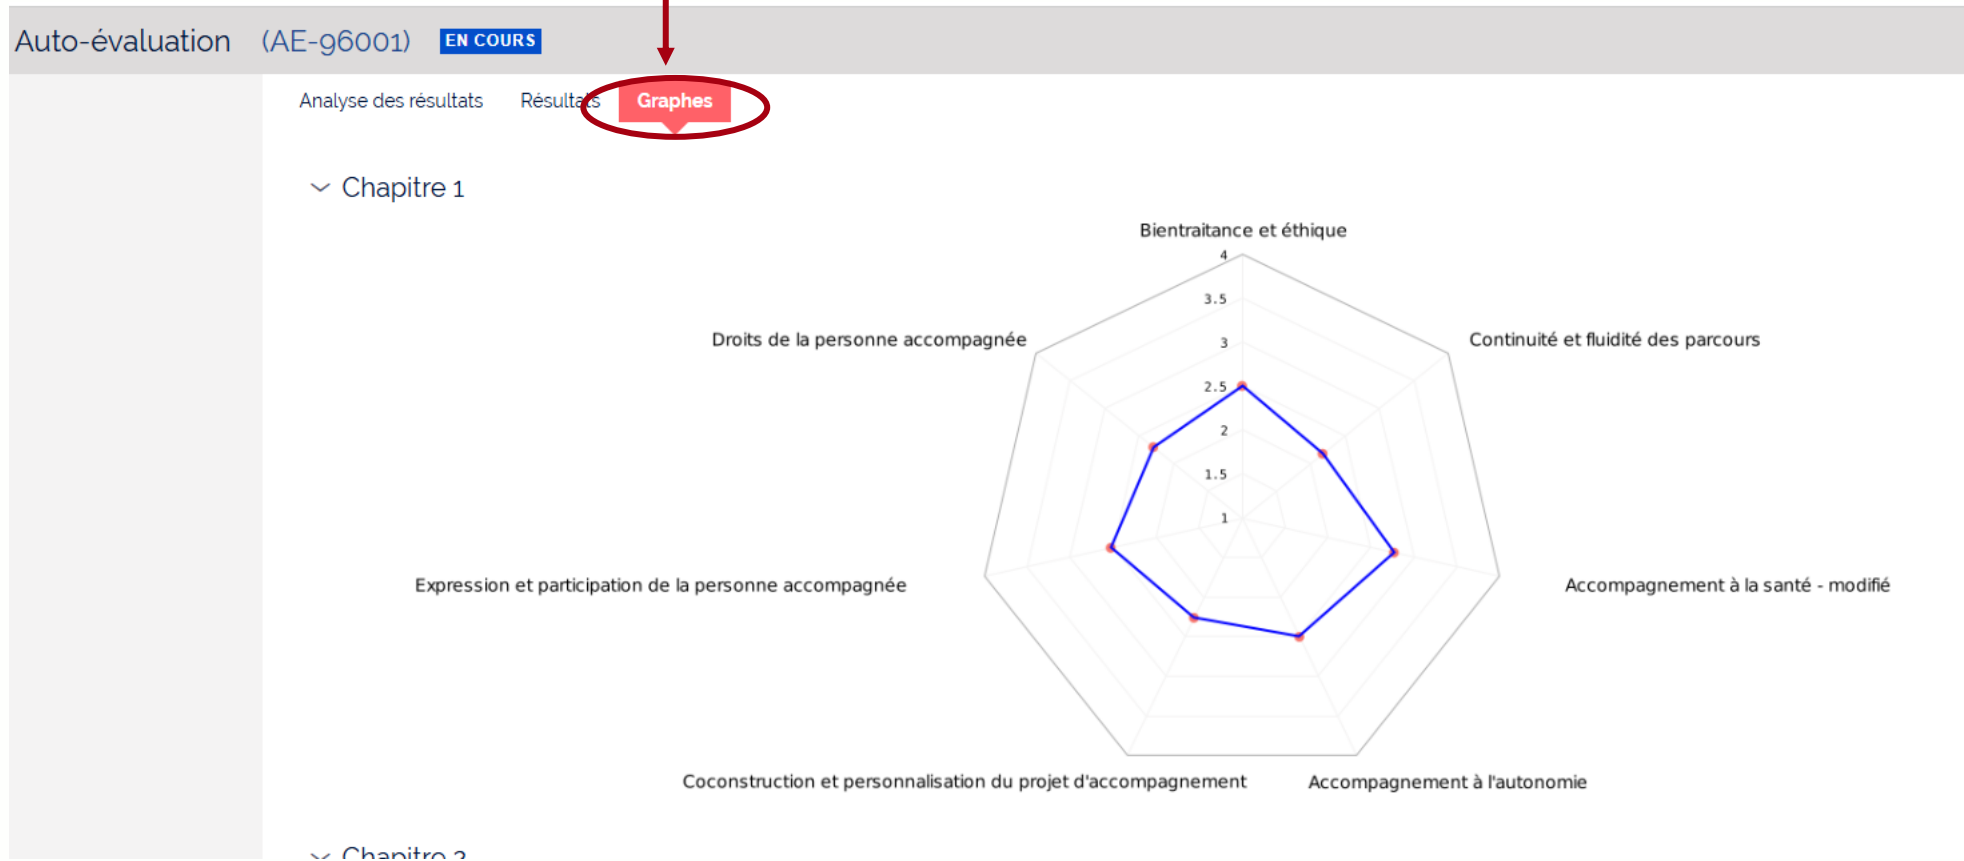 Auto-évaluation (AE-96001) EN COURS
Analyse des résultats Résultats Graphes
Chapitre 1
Bientraitance et éthique
4
3.5
Droits de la personne accompagnée
3
Continuité et fluidité des parcours
2.5
2
1.5
1
Expression et participation de la personne accompagnée
Accompagnement à la santé - modifié
Coconstruction et personnalisation du projet d'accompagnement
Accompagnement à l'autonomie
Chapitre